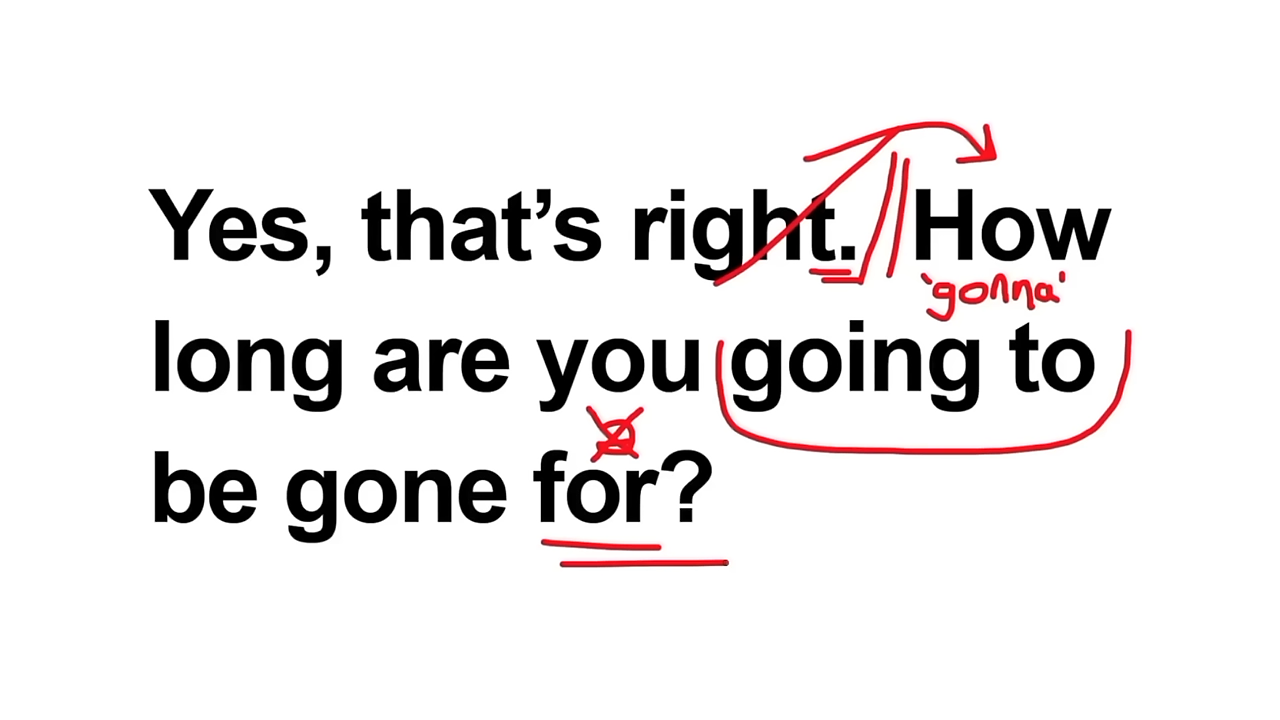 Yes, that’s right. How
'gonna'
long are you going to
be gone for?